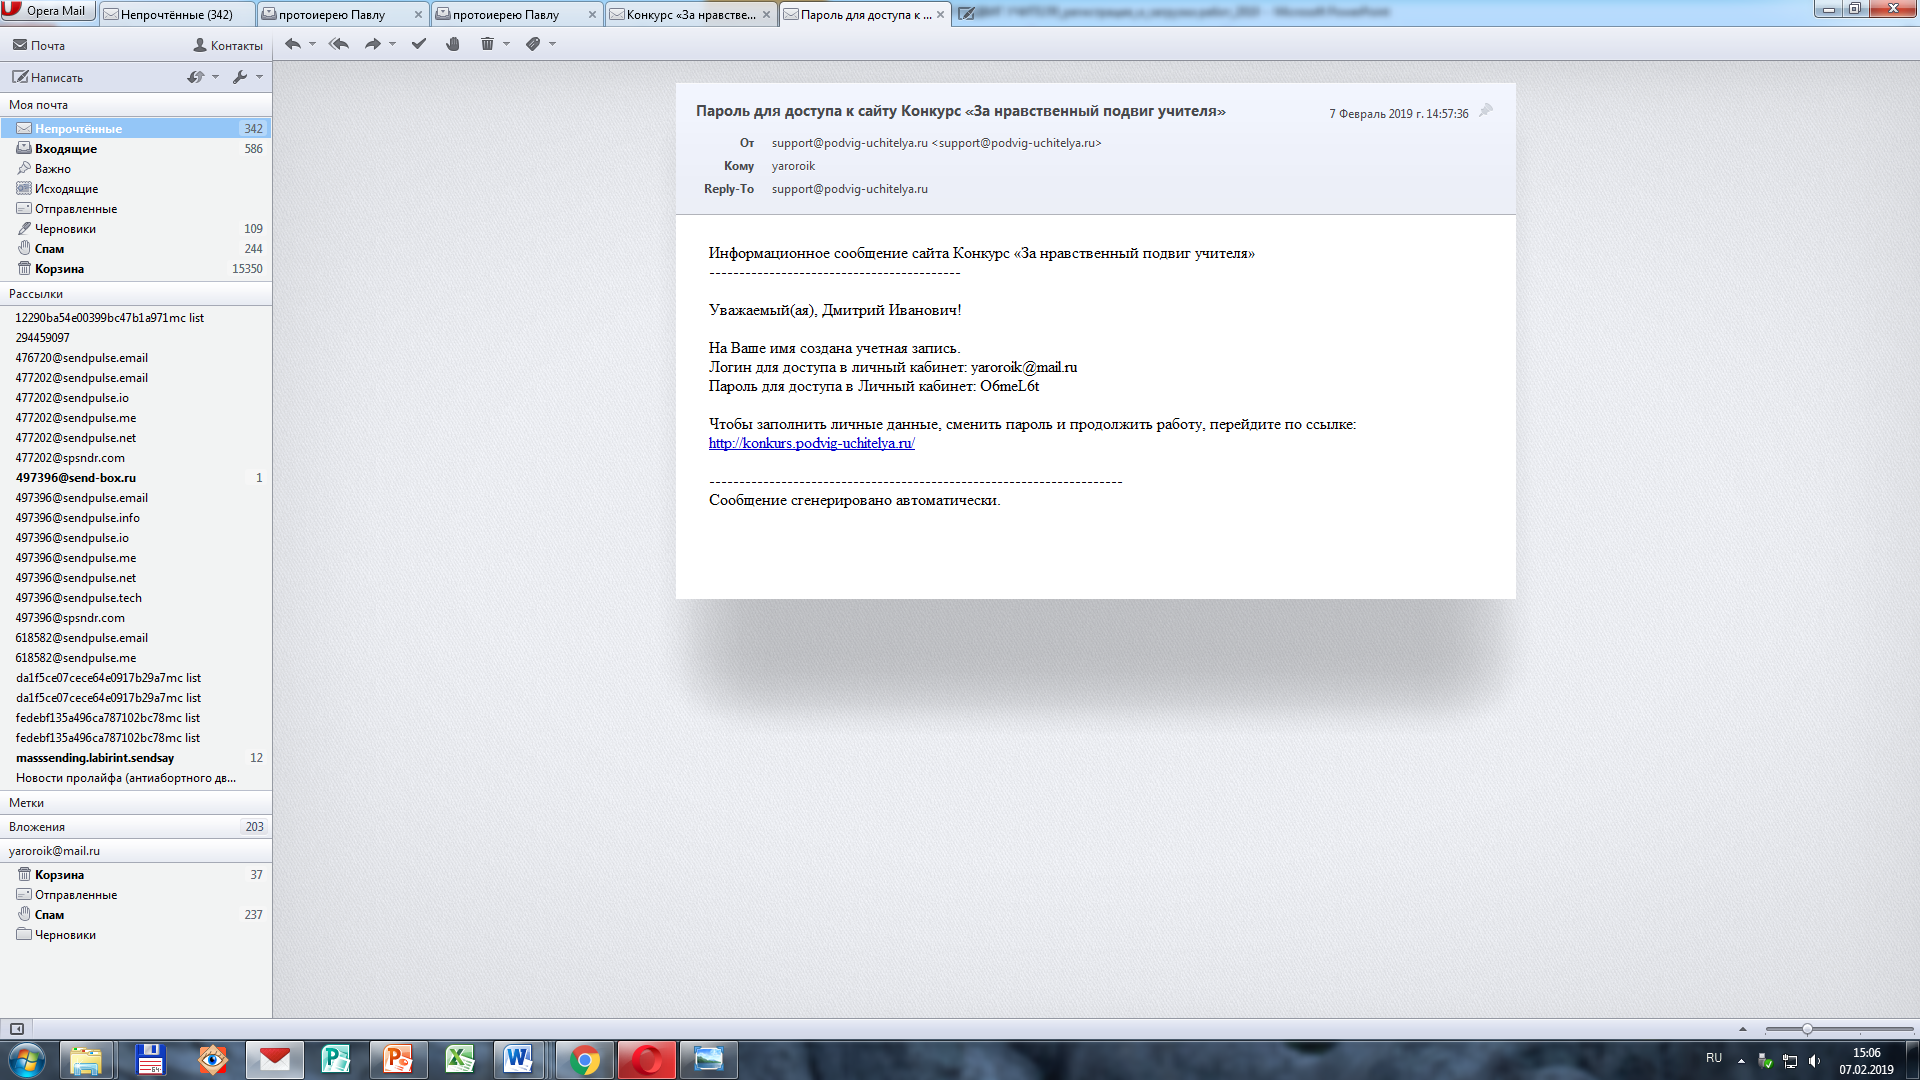 Opera Mail
Непрочтённые (342)
протоиерею Павлу
протоиерею Павлу
Конкурс «За нравстве...
Пароль для доступа к ...
Почта
Контакты
Написать
Моя почта
Непрочтённые 342
Входящие 586
Важно
Исходящие
Отправленные
Черновики 109
Спам 244
Корзина 15350
Рассылки
12290ba54e00399bc47b1a971mc list
294459097
476720@sendpulse.email
477202@sendpulse.email
477202@sendpulse.io
477202@sendpulse.me
477202@sendpulse.net
477202@spsndr.com
497396@send-box.ru 1
497396@sendpulse.email
497396@sendpulse.info
497396@sendpulse.io
497396@sendpulse.me
497396@sendpulse.net
497396@sendpulse.tech
497396@spsndr.com
618582@sendpulse.email
618582@sendpulse.me
da1f5ce07cece64e0917b29a7mc list
da1f5ce07cece64e0917b29a7mc list
fedebf135a496ca787102bc78mc list
fedebf135a496ca787102bc78mc list
masssending.labirint.sendsay 12
Новости пролайфа (антиабортного дв...
Метки
Вложения 203
yaroroik@mail.ru
Корзина 37
Отправленные
Спам 237
Черновики
Пароль для доступа к сайту Конкурс «За нравственный подвиг учителя»
7 Февраль 2019 г. 14:57:36
От support@podvig-uchitelya.ru <support@podvig-uchitelya.ru>
Кому yaroroik
Reply-To support@podvig-uchitelya.ru
Информационное сообщение сайта Конкурс «За нравственный подвиг учителя»
------------------------------------------
Уважаемый(ая), Дмитрий Иванович!
На Ваше имя создана учетная запись.
Логин для доступа в личный кабинет: yaroroik@mail.ru
Пароль для доступа в Личный кабинет: O6meL6t
Чтобы заполнить личные данные, сменить пароль и продолжить работу, перейдите по ссылке:
http://konkurs.podvig-uchitelya.ru/
---------------------------------------------------------------------
Сообщение сгенерировано автоматически.
RU
15:06
07.02.2019